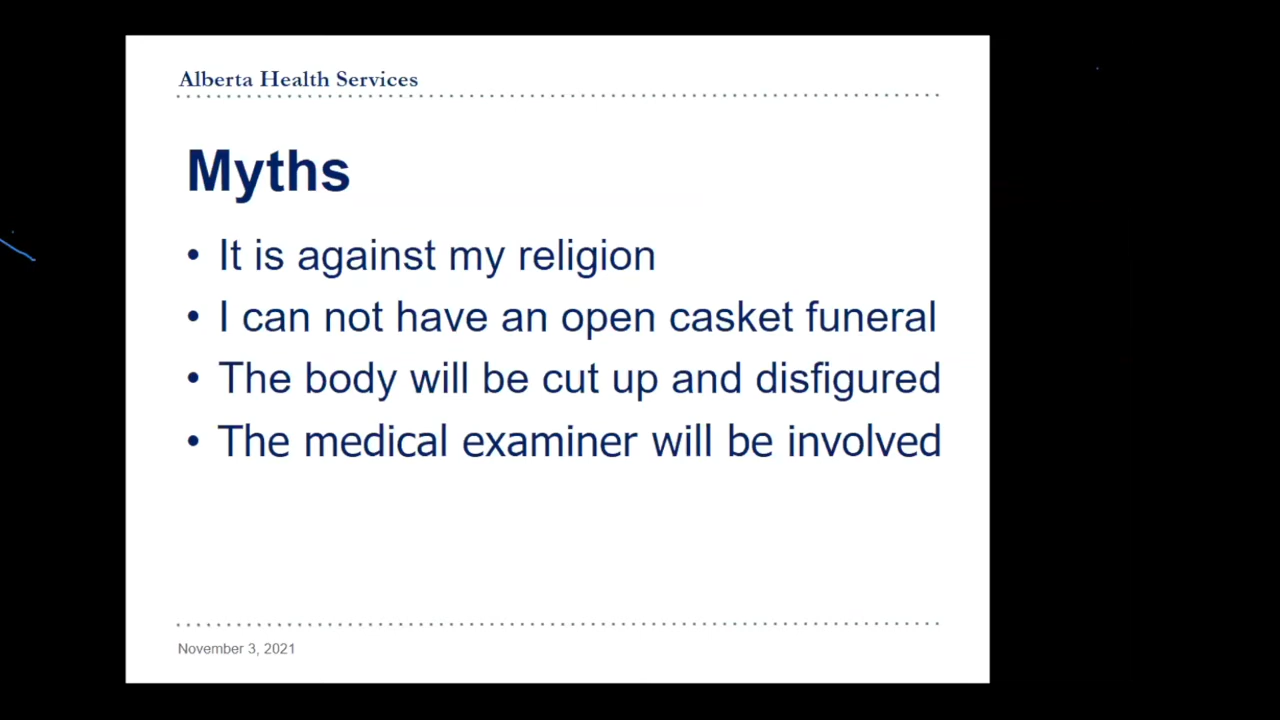 Alberta Health Services
Myths
• It is against my religion
• I can not have an open casket funeral
• The body will be cut up and disfigured
• The medical examiner will be involved
November 3, 2021